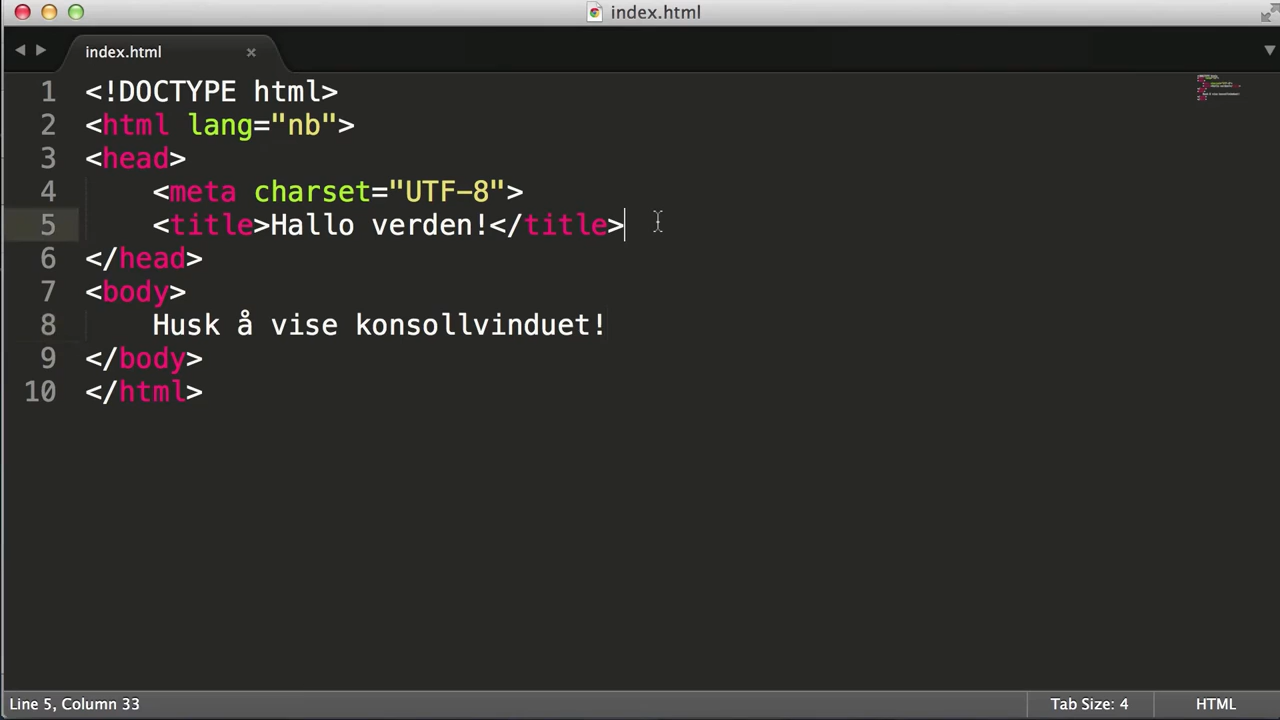 index.html
index.html ×
1 <!DOCTYPE html>
2 <html lang="nb">
3 <head>
4 <meta charset="UTF-8">
5 <title>Hallo verden!</title>
6 </head>
7 <body>
8 Husk å vise konsollvinduet!
9 </body>
10 </html>
Line 5, Column 33 Tab Size: 4 HTML